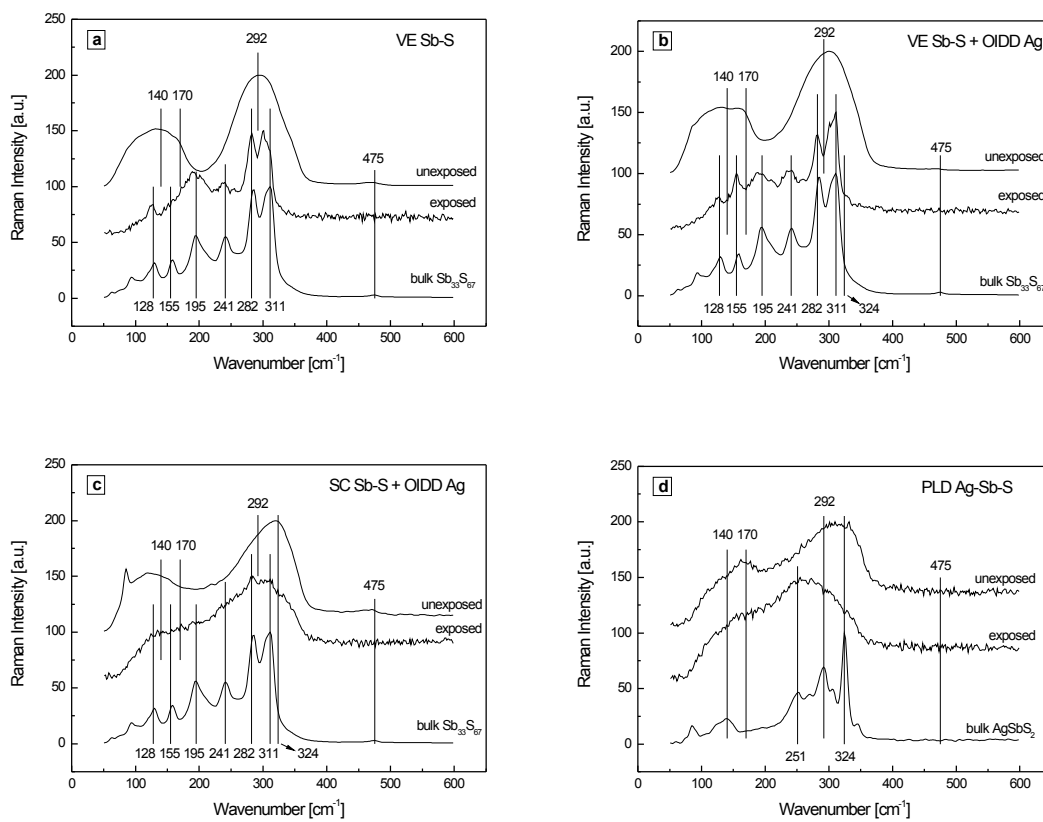 a VE Sb-S
292
140 170
475
unexposed
exposed
bulk Sb33S67
128 155 195 241 282 311
250
200
150
100
50
0
Raman Intensity [a.u.]
0 100 200 300 400 500 600
Wavenumber [cm-1]
b VE Sb-S + OIDD Ag
292
140 170
475
unexposed
exposed
bulk Sb33S67
128 155 195 241 282 311 324
200
150
100
50
0
Raman Intensity [a.u.]
0 100 200 300 400 500 600
Wavenumber [cm-1]
c SC Sb-S + OIDD Ag
292
140 170
475
unexposed
exposed
bulk Sb33S67
128 155 195 241 282 311 324
250
200
150
100
50
0
Raman Intensity [a.u.]
0 100 200 300 400 500 600
Wavenumber [cm-1]
d PLD Ag-Sb-S
292
140 170
475
unexposed
exposed
bulk AgSbS2
251 324
200
150
100
50
0
Raman Intensity [a.u.]
0 100 200 300 400 500 600
Wavenumber [cm-1]